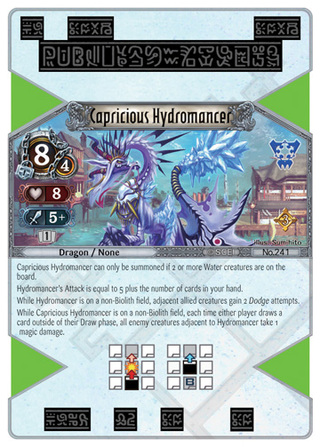 Capricious Hydromancer
8
4
8
5+
1
Illus. Sumihito
Dragon / None
SCEI
No.241
Capricious Hydromancer can only be summoned if 2 or more Water creatures are on the
board.
Hydromancer's Attack is equal to 5 plus the number of cards in your hand.
While Hydromancer is on a non-Biolith field, adjacent allied creatures gain 2 Dodge attempts.
While Capricious Hydromancer is on a non-Biolith field, each time either player draws a
card outside of their Draw phase, all enemy creatures adjacent to Hydromancer take 1
magic damage.